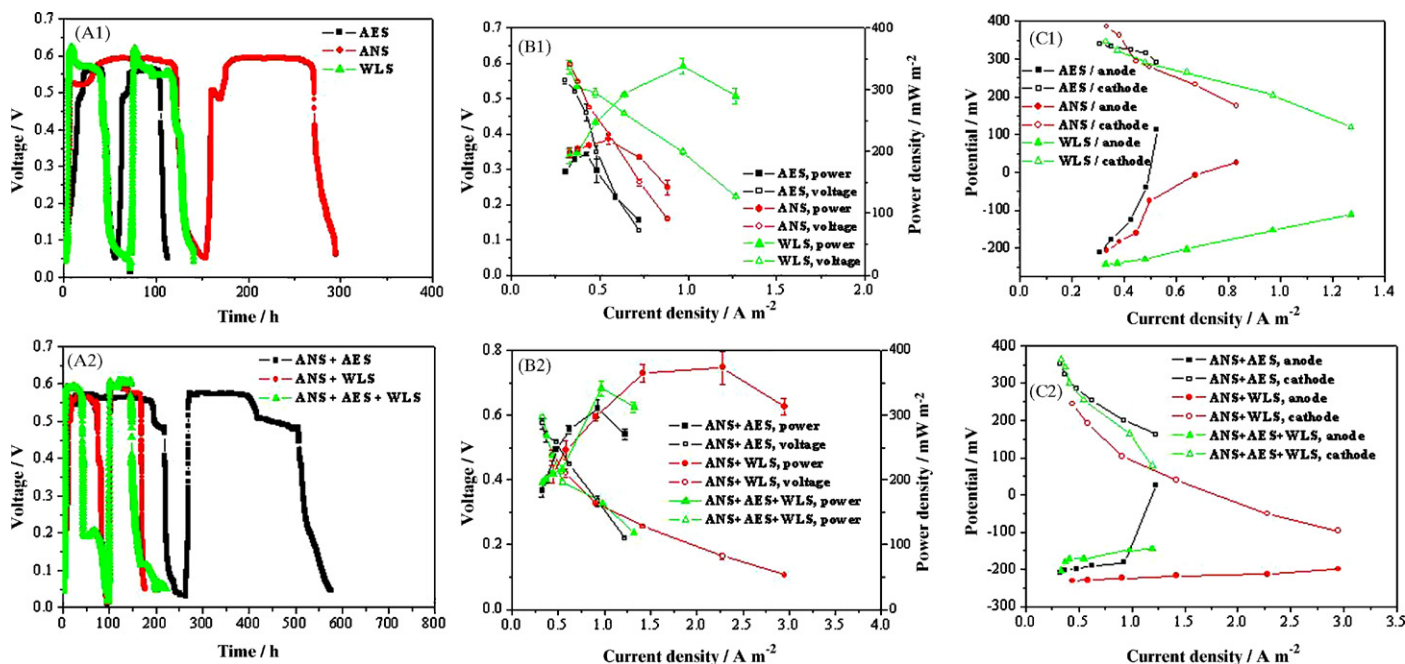 (A1)
Voltage / V
0.7
0.6
0.5
0.4
0.3
0.2
0.1
0.0
AES
ANS
WLS
0 100 200 300 400
Time / h
(B1)
Voltage / V
0.7
0.6
0.5
0.4
0.3
0.2
0.1
0.0
AES, power
AES, voltage
ANS, power
ANS, voltage
WLS, power
WLS, voltage
400
350
300
250
200
150
100
50
0
Power density / mW m-2
0.0 0.5 1.0 1.5 2.0
Current density / A m-2
(C1)
Potential / mV
400
300
200
100
0
-100
-200
AES / anode
AES / cathode
ANS / anode
ANS / cathode
WLS / anode
WLS / cathode
0.0 0.2 0.4 0.6 0.8 1.0 1.2 1.4
Current density / A m-2
(A2)
Voltage / V
0.7
0.6
0.5
0.4
0.3
0.2
0.1
0.0
ANS + AES
ANS + WLS
ANS + AES + WLS
0 100 200 300 400 500 600 700 800
Time / h
(B2)
Voltage / V
0.8
0.6
0.4
0.2
0.0
ANS+AES, power
ANS+AES, voltage
ANS+WLS, power
ANS+WLS, voltage
ANS+AES+WLS, power
ANS+AES+WLS, power
400
350
300
250
200
150
100
50
0
Power density / mW m-2
0.0 0.5 1.0 1.5 2.0 2.5 3.0 3.5
Current density / A m-2
(C2)
Potential / mV
400
300
200
100
0
-100
-200
-300
ANS+AES, anode
ANS+AES, cathode
ANS+WLS, anode
ANS+WLS, cathode
ANS+AES+WLS, anode
ANS+AES+WLS, cathode
0.0 0.5 1.0 1.5 2.0 2.5 3.0 3.5
Current density / A m-2